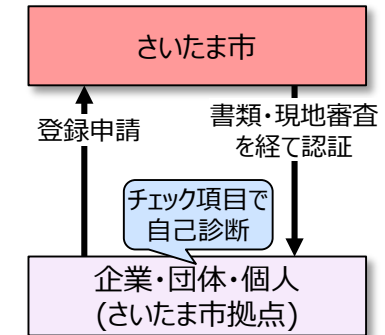 さいたま市
登録申請
書類・現地審査
を経て認証
チェック項目で
自己診断
企業・団体・個人
(さいたま市拠点)